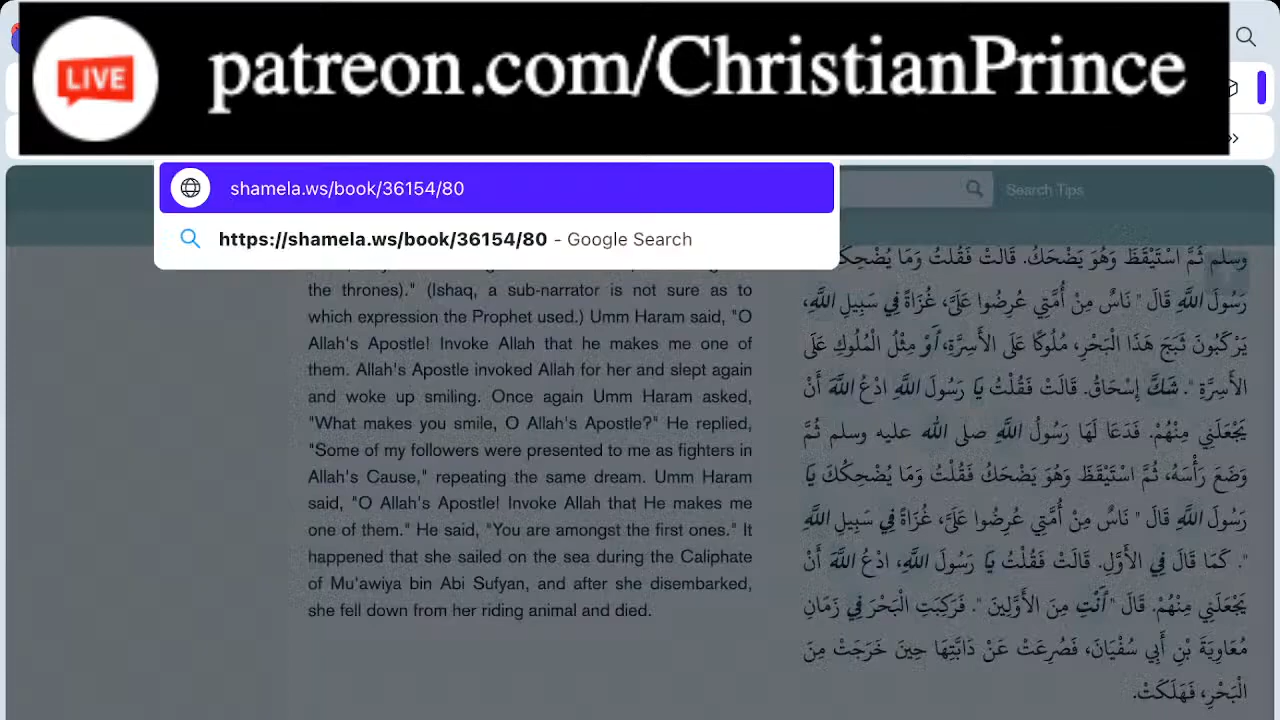 LIVE
patreon.com/ChristianPrince
shamela.ws/book/36154/80
https://shamela.ws/book/36154/80 - Google Search
Search Tips
the thrones)." (Ishaq, a sub-narrator is not sure as to
which expression the Prophet used.) Umm Haram said, "O
Allah's Apostle! Invoke Allah that he makes me one of
them. Allah's Apostle invoked Allah for her and slept again
and woke up smiling. Once again Umm Haram asked,
"What makes you smile, O Allah's Apostle?" He replied,
"Some of my followers were presented to me as fighters in
Allah's Cause," repeating the same dream. Umm Haram
said, "O Allah's Apostle! Invoke Allah that He makes me
one of them." He said, "You are amongst the first ones." It
happened that she sailed on the sea during the Caliphate
of Mu'awiya bin Abi Sufyan, and after she disembarked,
she fell down from her riding animal and died.
وسلم ثُمَّ اسْتَيْقَظَ وَهُوَ يَضْحَكُ. قَالَتْ فَقُلْتُ وَمَا يُضْحِكُكَ
رَسُولَ اللَّهِ قَالَ " نَاسٌ مِنْ أُمَّتِي عُرِضُوا عَلَىَّ، غُزَاةً فِي سَبِيلِ اللَّهِ،
يَرْكَبُونَ ثَبَجَ هَذَا الْبَحْرِ، مُلُوكًا عَلَى الأَسِرَّةِ، أَوْ مِثْلُ الْمُلُوكِ عَلَى
الأَسِرَّةِ ". شَكَّ إِسْحَاقُ. قَالَتْ فَقُلْتُ يَا رَسُولَ اللَّهِ ادْعُ اللَّهَ أَنْ
يَجْعَلَنِي مِنْهُمْ. فَدَعَا لَهَا رَسُولُ اللَّهِ صلى الله عليه وسلم ثُمَّ
وَضَعَ رَأْسَهُ، ثُمَّ اسْتَيْقَظَ وَهُوَ يَضْحَكُ فَقُلْتُ وَمَا يُضْحِكُكَ يَا
رَسُولَ اللَّهِ قَالَ " نَاسٌ مِنْ أُمَّتِي عُرِضُوا عَلَىَّ، غُزَاةً فِي سَبِيلِ اللَّهِ
". كَمَا قَالَ فِي الأَوَّلِ. قَالَتْ فَقُلْتُ يَا رَسُولَ اللَّهِ، ادْعُ اللَّهَ أَنْ
يَجْعَلَنِي مِنْهُمْ. قَالَ " أَنْتِ مِنَ الأَوَّلِينَ ". فَرَكِبَتِ الْبَحْرَ فِي زَمَانِ
مُعَاوِيَةَ بْنِ أَبِي سُفْيَانَ، فَصُرِعَتْ عَنْ دَابَّتِهَا حِينَ خَرَجَتْ مِنَ
الْبَحْرِ، فَهَلَكَتْ.